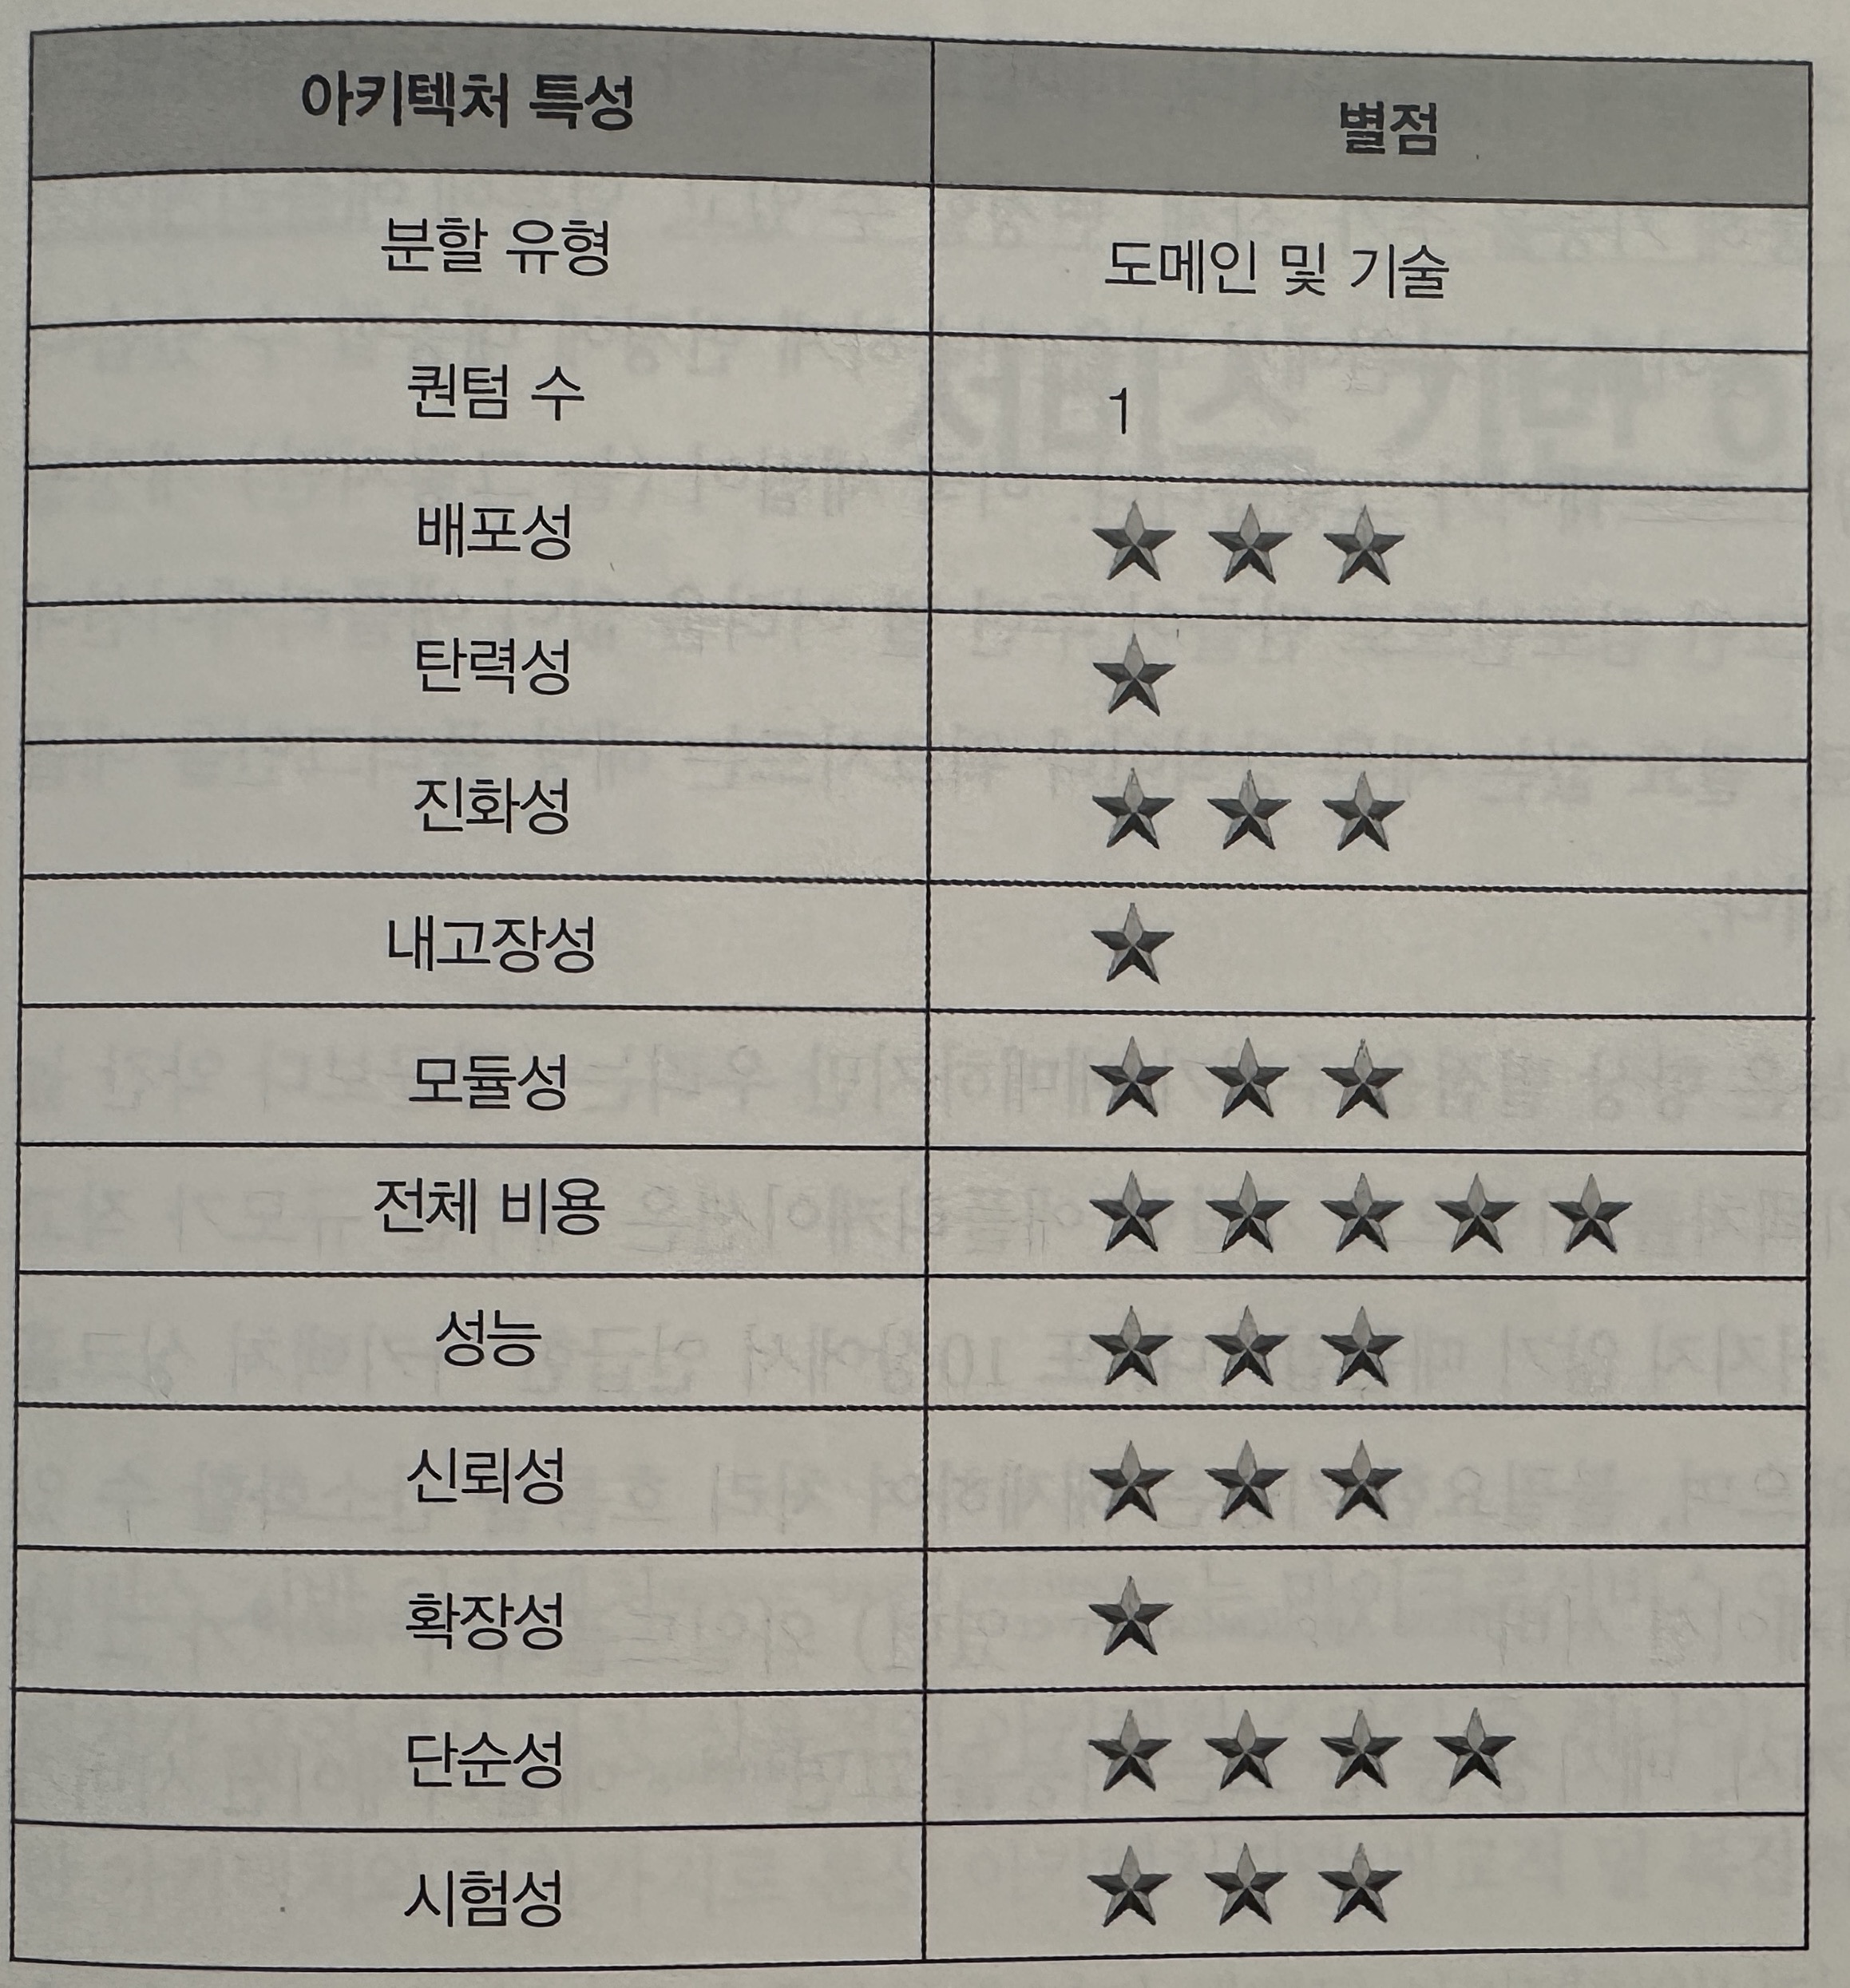 아키텍처 특성 별점
분할 유형 도메인 및 기술
퀀텀 수 1
배포성 ★★★
탄력성 ★
진화성 ★★★
내고장성 ★
모듈성 ★★★
전체 비용 ★★★★★
성능 ★★★
신뢰성 ★★★
확장성 ★
단순성 ★★★★
시험성 ★★★